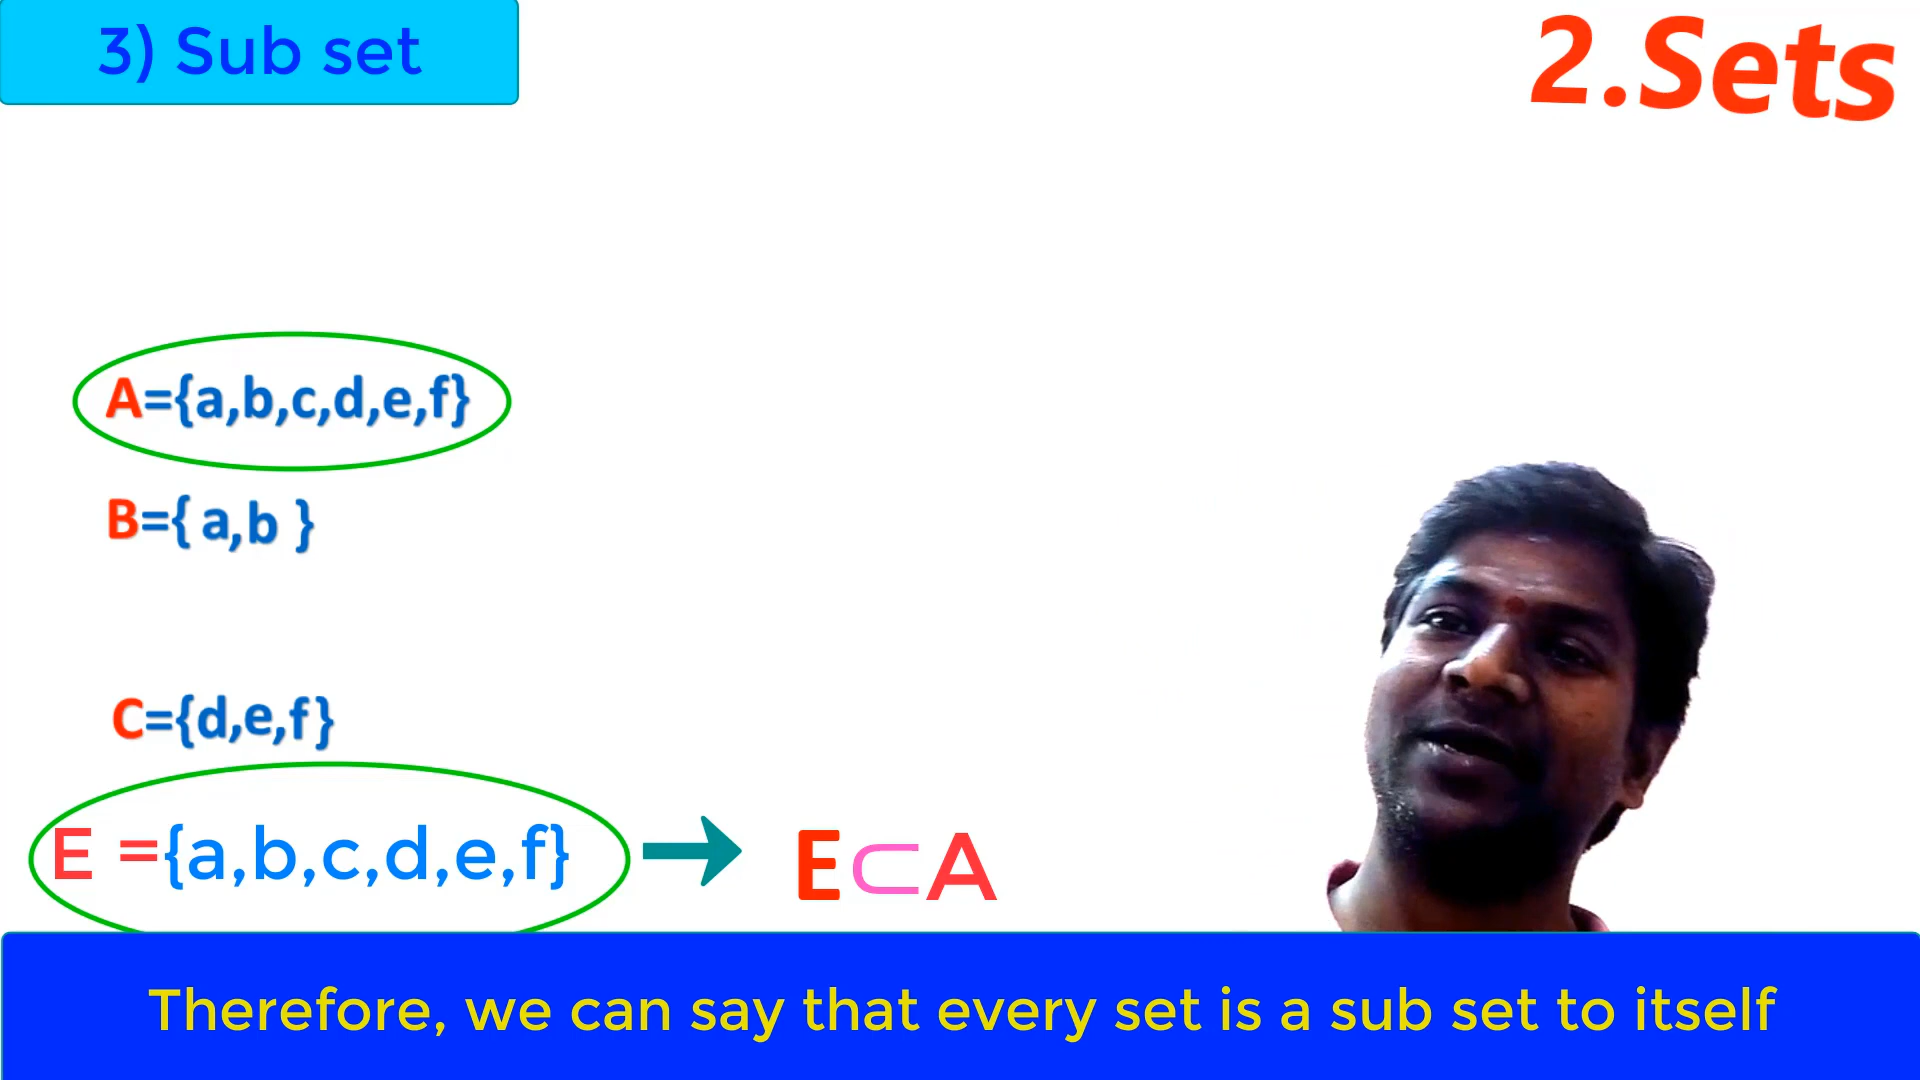 3) Sub set
2.Sets
A={a,b,c,d,e,f}
B={ a,b }
C={d,e,f}
E ={a,b,c,d,e,f} → E⊂A
Therefore, we can say that every set is a sub set to itself